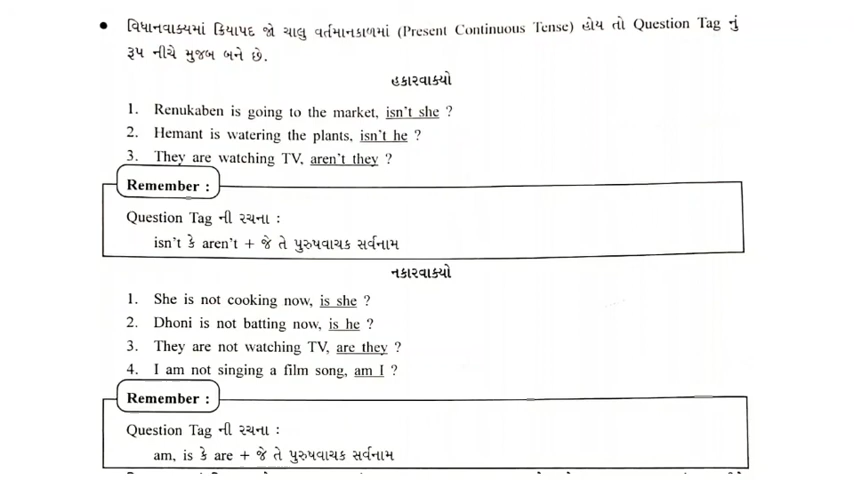 • વિધાનવાક્યમાં ક્રિયાપદ જો ચાલુ વર્તમાનકાળમાં (Present Continuous Tense) હોય તો Question Tag નું
રૂપ નીચે મુજબ બને છે.
હકારવાક્યો
1. Renukaben is going to the market, isn't she ?
2. Hemant is watering the plants, isn't he ?
3. They are watching TV, aren't they ?
Remember :
Question Tag ની રચના :
isn't કે aren't + જે તે પુરુષવાચક સર્વનામ
નકારવાક્યો
1. She is not cooking now, is she ?
2. Dhoni is not batting now, is he ?
3. They are not watching TV, are they ?
4. I am not singing a film song, am I ?
Remember :
Question Tag ની રચના :
am, is કે are + જે તે પુરુષવાચક સર્વનામ